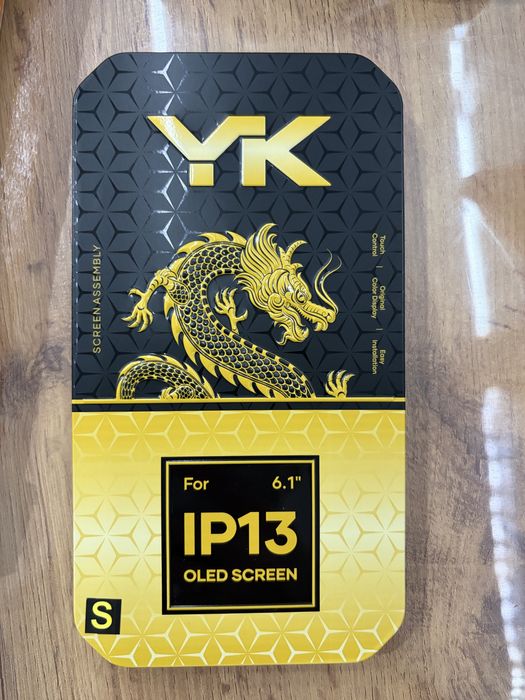 YK
SCREEN ASSEMBLY
Touch
Control
|
Original
Color Display
|
Easy
Installation
For 6.1"
IP13
OLED SCREEN
S